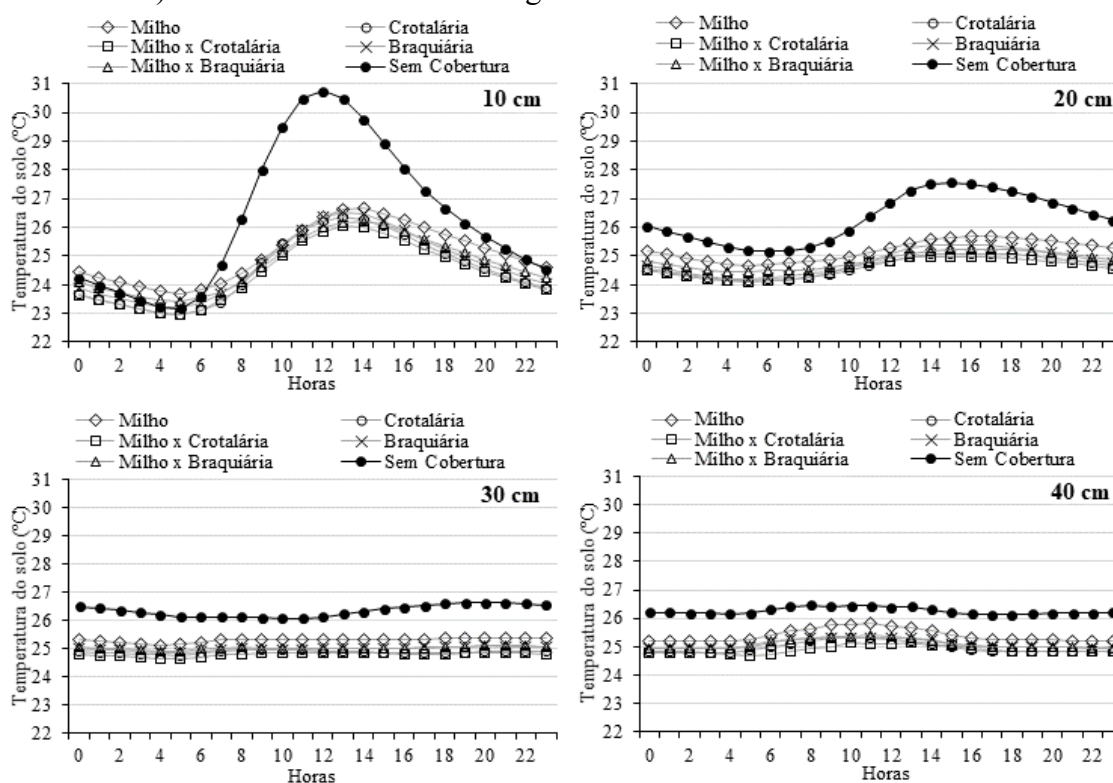 Milho
Crotalária
Milho x Crotalária
Braquiária
Milho x Braquiária
Sem Cobertura
10 cm
Temperatura do solo (ºC)
31
30
29
28
27
26
25
24
23
22
0 2 4 6 8 10 12 14 16 18 20 22
Horas
Milho
Crotalária
Milho x Crotalária
Braquiária
Milho x Braquiária
Sem Cobertura
20 cm
Temperatura do solo (ºC)
31
30
29
28
27
26
25
24
23
22
0 2 4 6 8 10 12 14 16 18 20 22
Horas
Milho
Crotalária
Milho x Crotalária
Braquiária
Milho x Braquiária
Sem Cobertura
30 cm
Temperatura do solo (ºC)
31
30
29
28
27
26
25
24
23
22
0 2 4 6 8 10 12 14 16 18 20 22
Horas
Milho
Crotalária
Milho x Crotalária
Braquiária
Milho x Braquiária
Sem Cobertura
40 cm
Temperatura do solo (ºC)
31
30
29
28
27
26
25
24
23
22
0 2 4 6 8 10 12 14 16 18 20 22
Horas